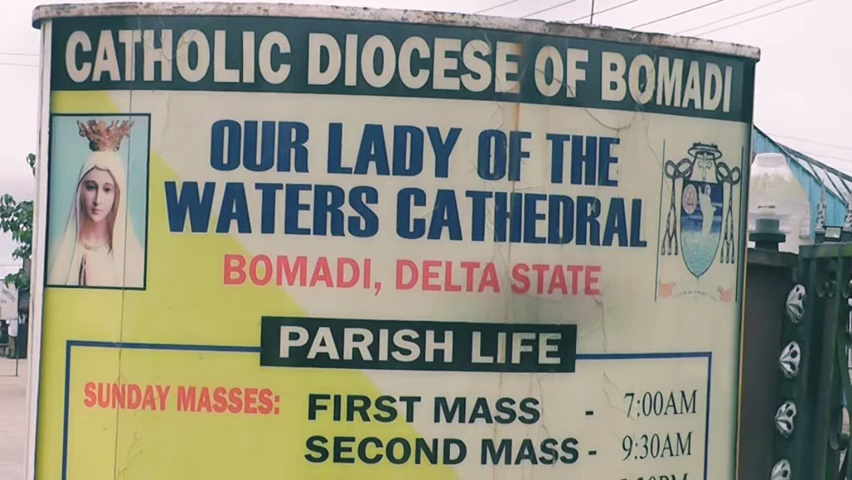 CATHOLIC DIOCESE OF BOMADI
OUR LADY OF THE
WATERS CATHEDRAL
BOMADI, DELTA STATE
PARISH LIFE
SUNDAY MASSES: FIRST MASS - 7:00AM
SECOND MASS - 9:30AM